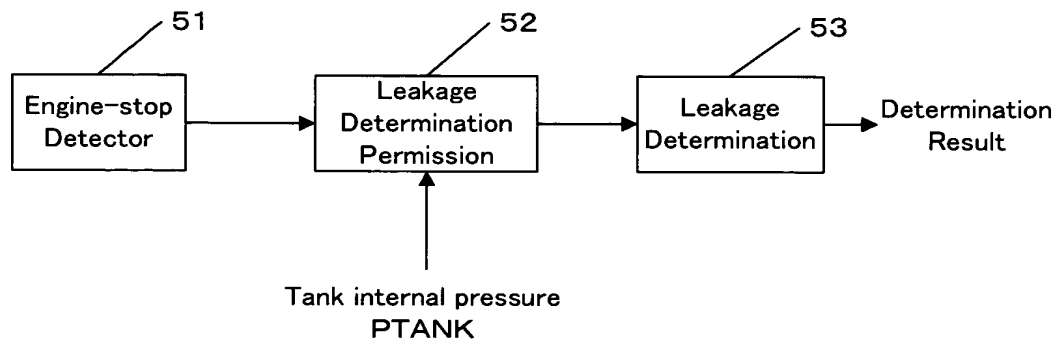 51
52
53
Engine-stop
Detector
Leakage
Determination
Permission
Leakage
Determination
Determination
Result
Tank internal pressure
PTANK